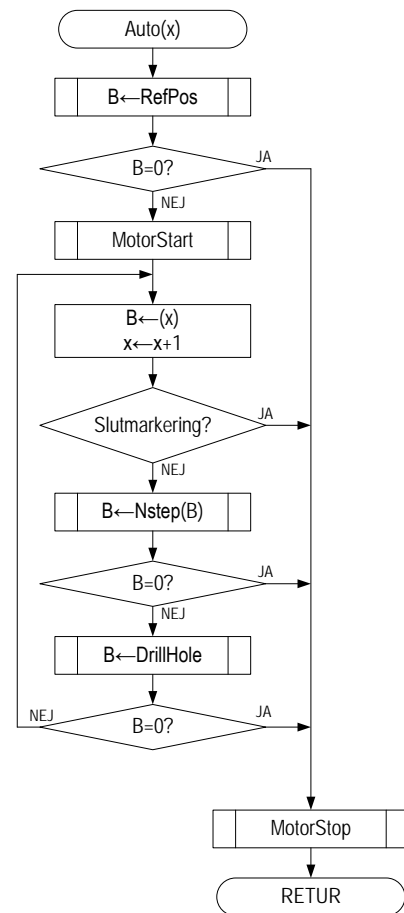 Auto(x)
B←RefPos
B=0?
JA
NEJ
MotorStart
B←(x)
x←x+1
Slutmarkering?
JA
NEJ
B←Nstep(B)
B=0?
JA
NEJ
B←DrillHole
NEJ
B=0?
JA
MotorStop
RETUR